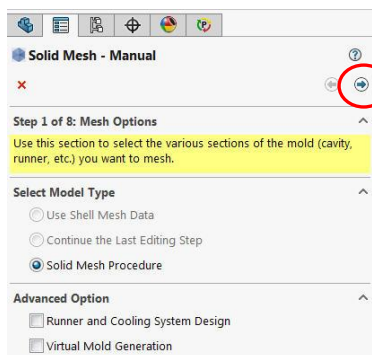 Solid Mesh - Manual
Step 1 of 8: Mesh Options
Use this section to select the various sections of the mold (cavity,
runner, etc.) you want to mesh.
Select Model Type
Use Shell Mesh Data
Continue the Last Editing Step
Solid Mesh Procedure
Advanced Option
Runner and Cooling System Design
Virtual Mold Generation